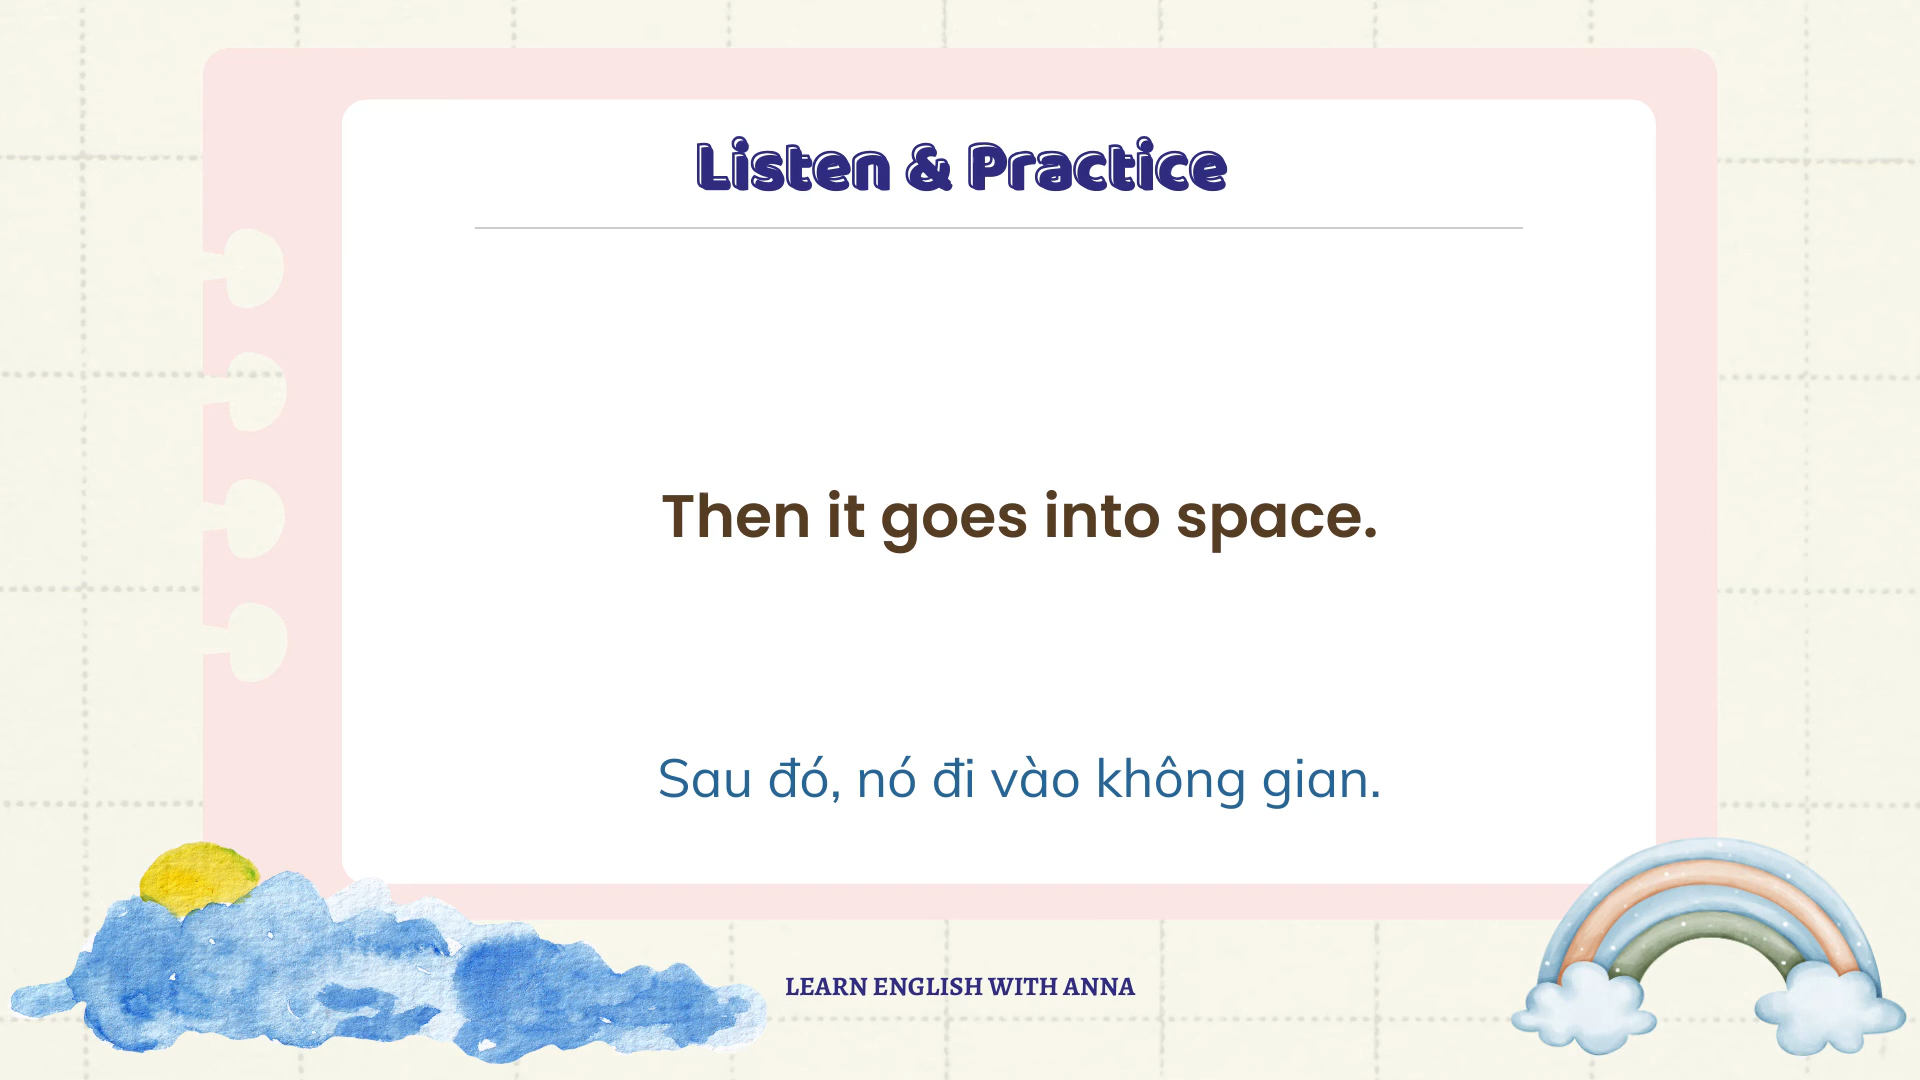 Listen & Practice
Then it goes into space.
Sau đó, nó đi vào không gian.
LEARN ENGLISH WITH ANNA